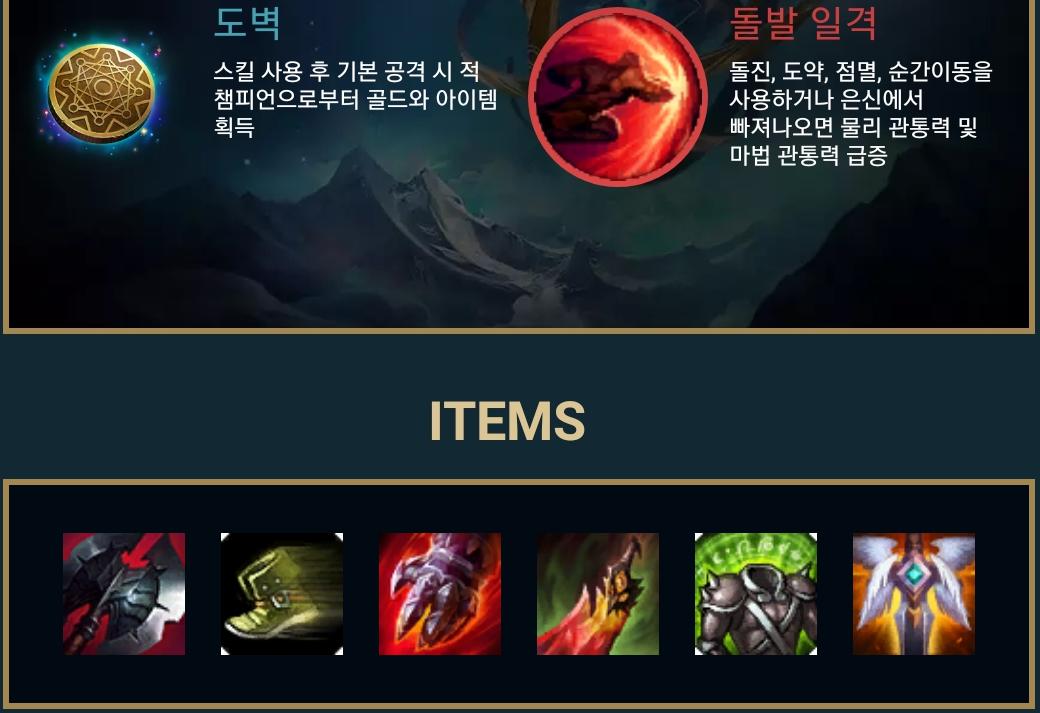 도벽
스킬 사용 후 기본 공격 시 적
챔피언으로부터 골드와 아이템
획득
돌발 일격
돌진, 도약, 점멸, 순간이동을
사용하거나 은신에서
빠져나오면 물리 관통력 및
마법 관통력 급증
ITEMS